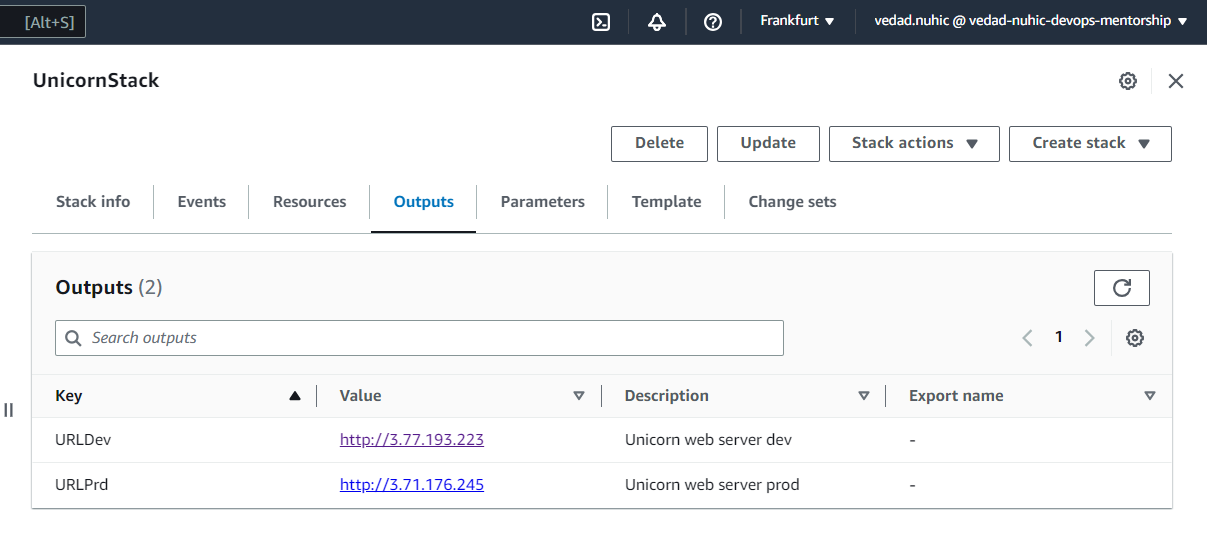 [Alt+S] Frankfurt vedad.nuhic @ vedad-nuhic-devops-mentorship
UnicornStack
Delete Update Stack actions Create stack
Stack info Events Resources Outputs Parameters Template Change sets
Outputs (2)
Search outputs
1
Key Value Description Export name
URLDev http://3.77.193.223 Unicorn web server dev -
URLPrd http://3.71.176.245 Unicorn web server prod -